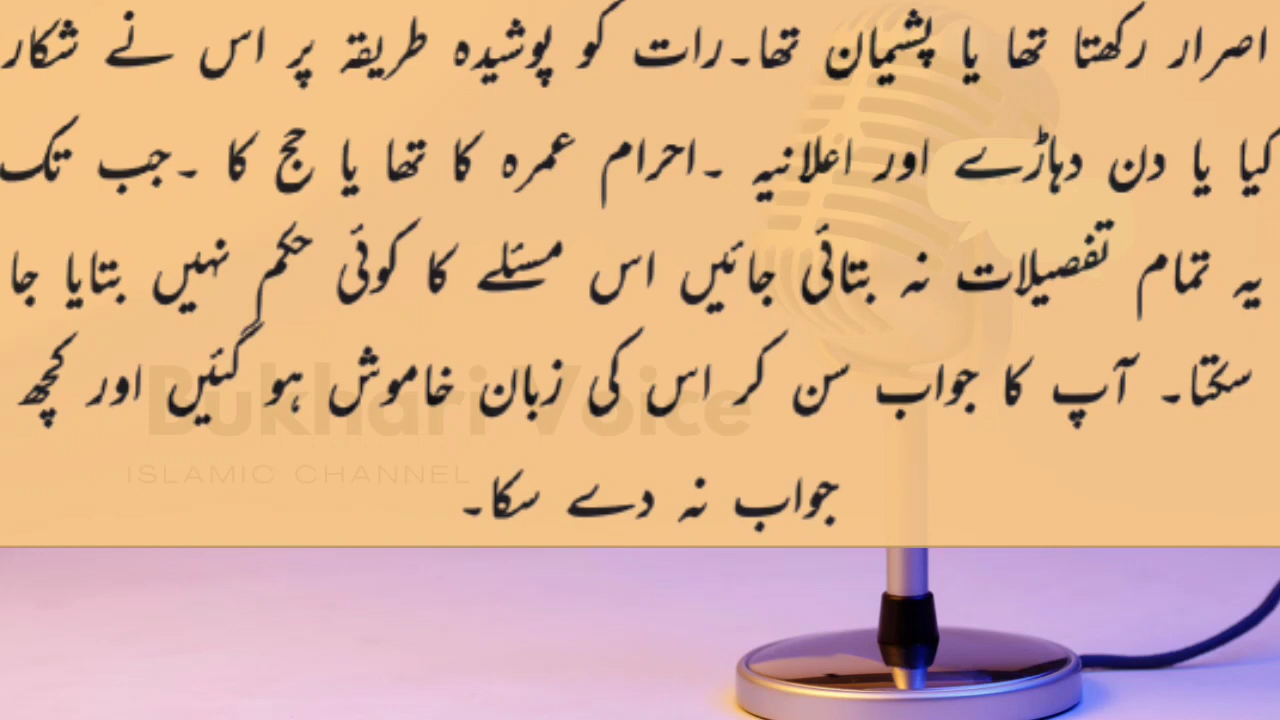 اصرار رکھتا تھا یا پشیمان تھا۔رات کو پوشیدہ طریقہ پر اس نے شکار
کیا یا دن دہاڑے اور اعلانیہ ۔احرام عمرہ کا تھا یا حج کا ۔جب تک
یہ تمام تفصیلات نہ بتائی جائیں اس مسئلے کا کوئی حکم نہیں بتایا جا
سکتا۔ آپ کا جواب سن کر اس کی زبان خاموش ہو گئیں اور کچھ
جواب نہ دے سکا۔
Bukhari Voice
ISLAMIC CHANNEL